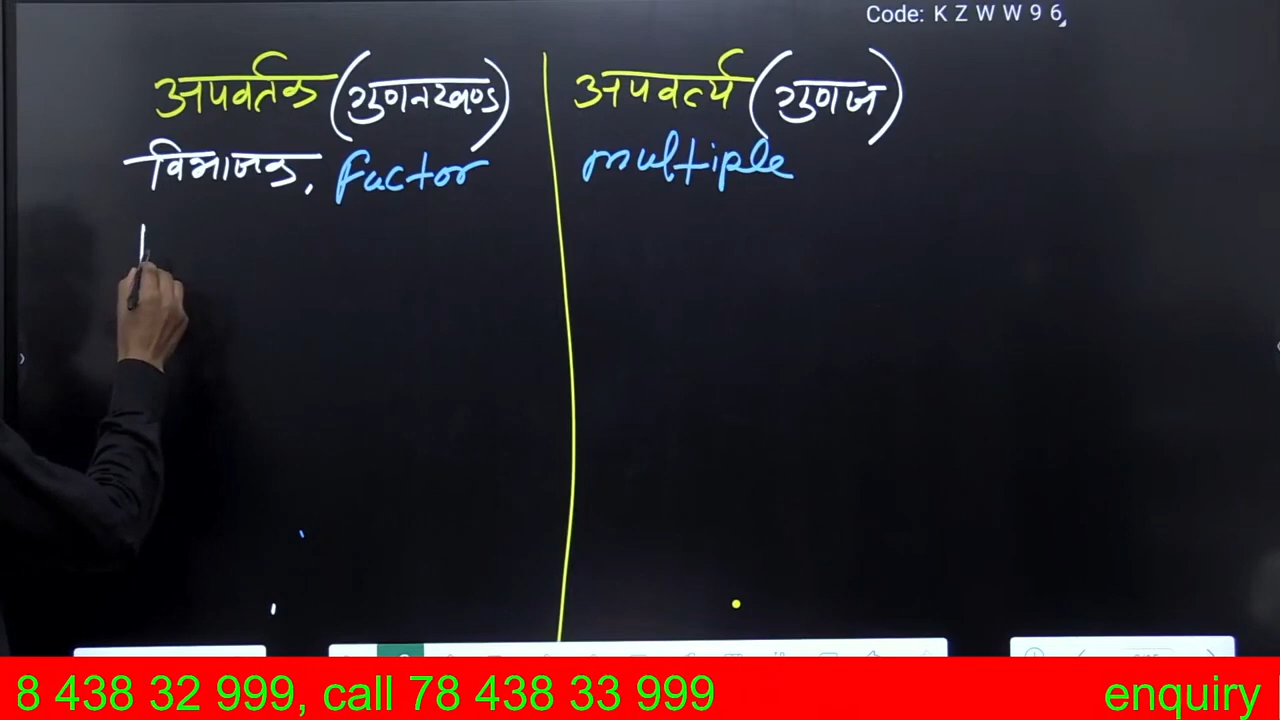 Code: K Z W W 9 6
अपवर्तक (गुणनखण्ड)
विभाजक, factor
अपवर्त्य (गुणज)
multiple
8 438 32 999, call 78 438 33 999
enquiry